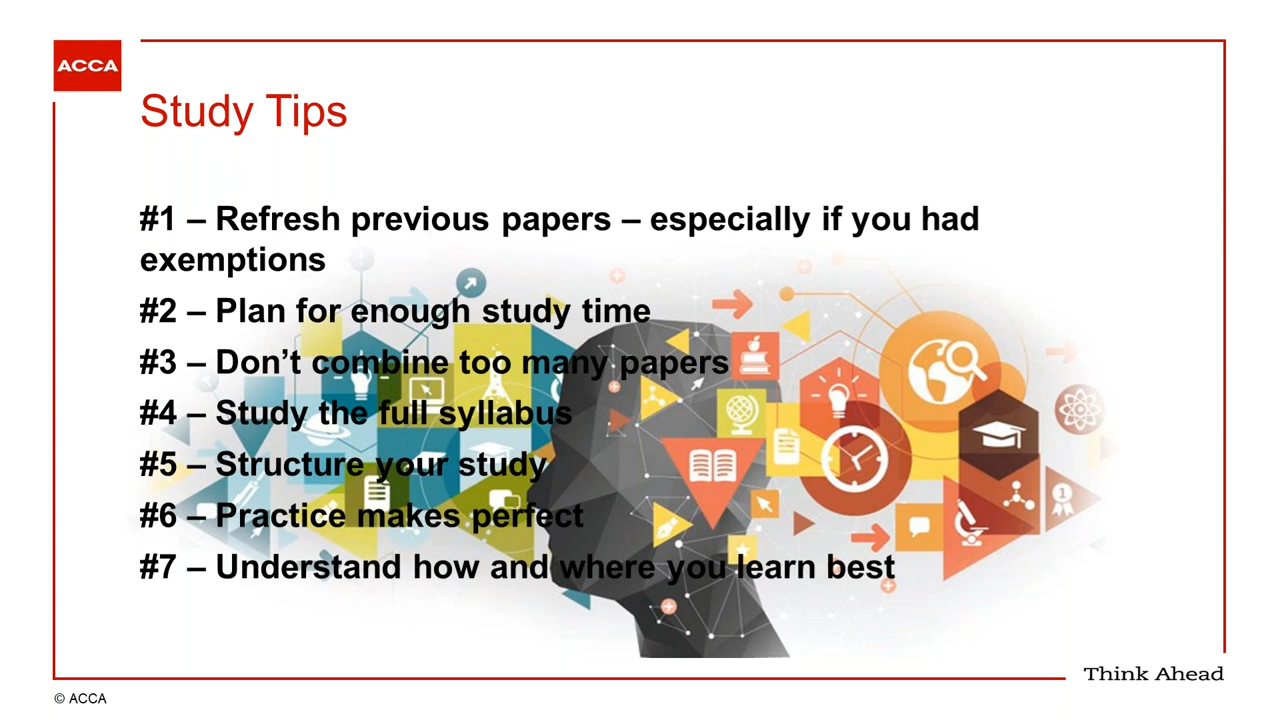 ACCA
Study Tips
#1 – Refresh previous papers – especially if you had
exemptions
#2 – Plan for enough study time
#3 – Don’t combine too many papers
#4 – Study the full syllabus
#5 – Structure your study
#6 – Practice makes perfect
#7 – Understand how and where you learn best
1
Think Ahead
© ACCA